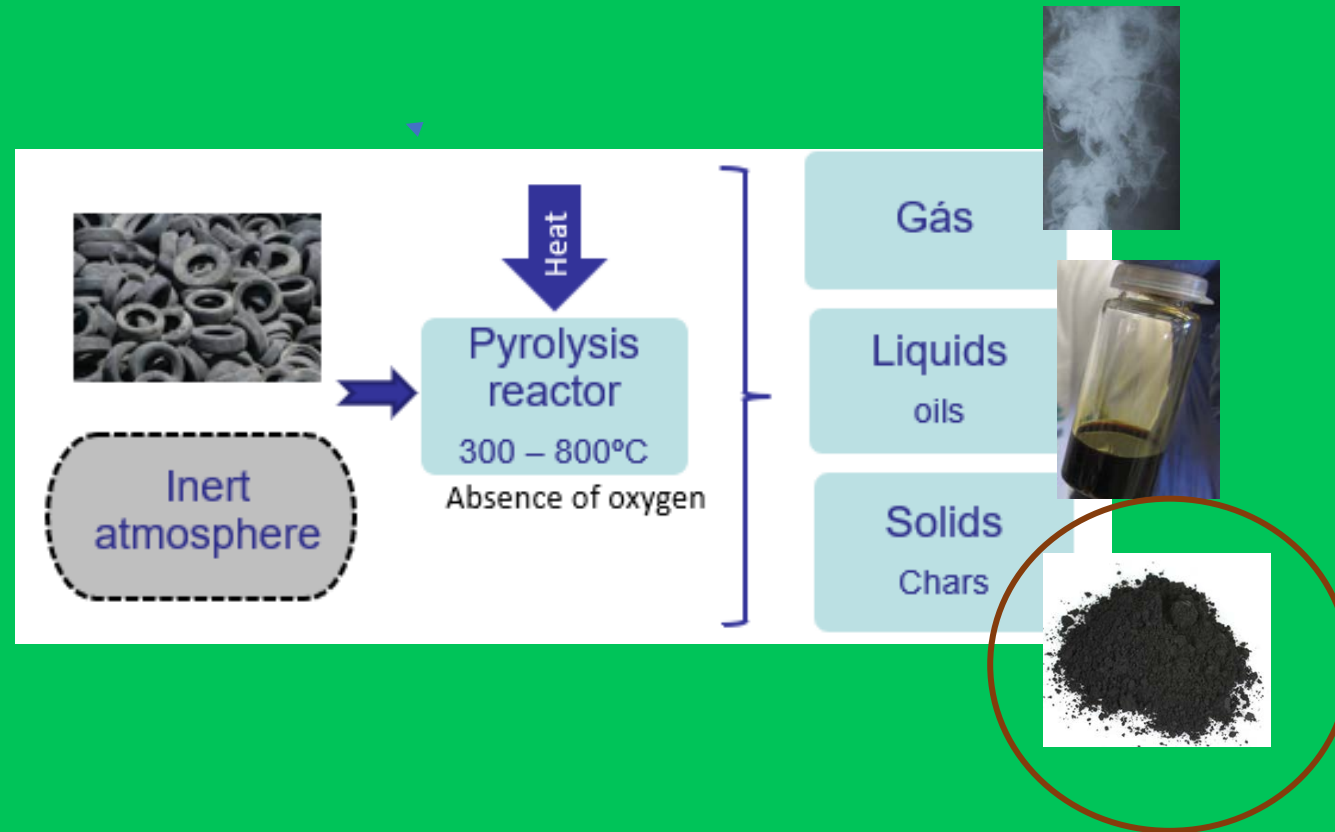 Heat
Pyrolysis
reactor
300 – 800ºC
Absence of oxygen
Inert
atmosphere
Gás
Liquids
oils
Solids
Chars